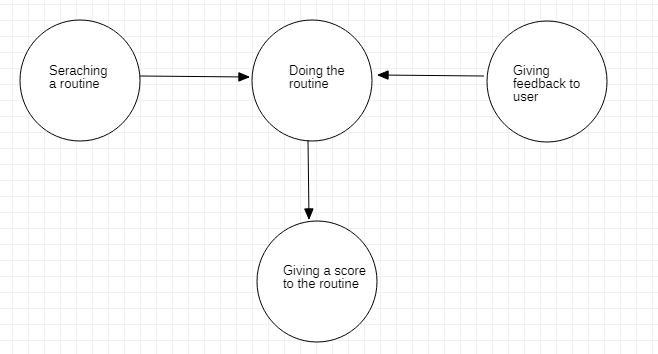 Seraching
a routine
Doing the
routine
Giving
feedback to
user
Giving a score
to the routine